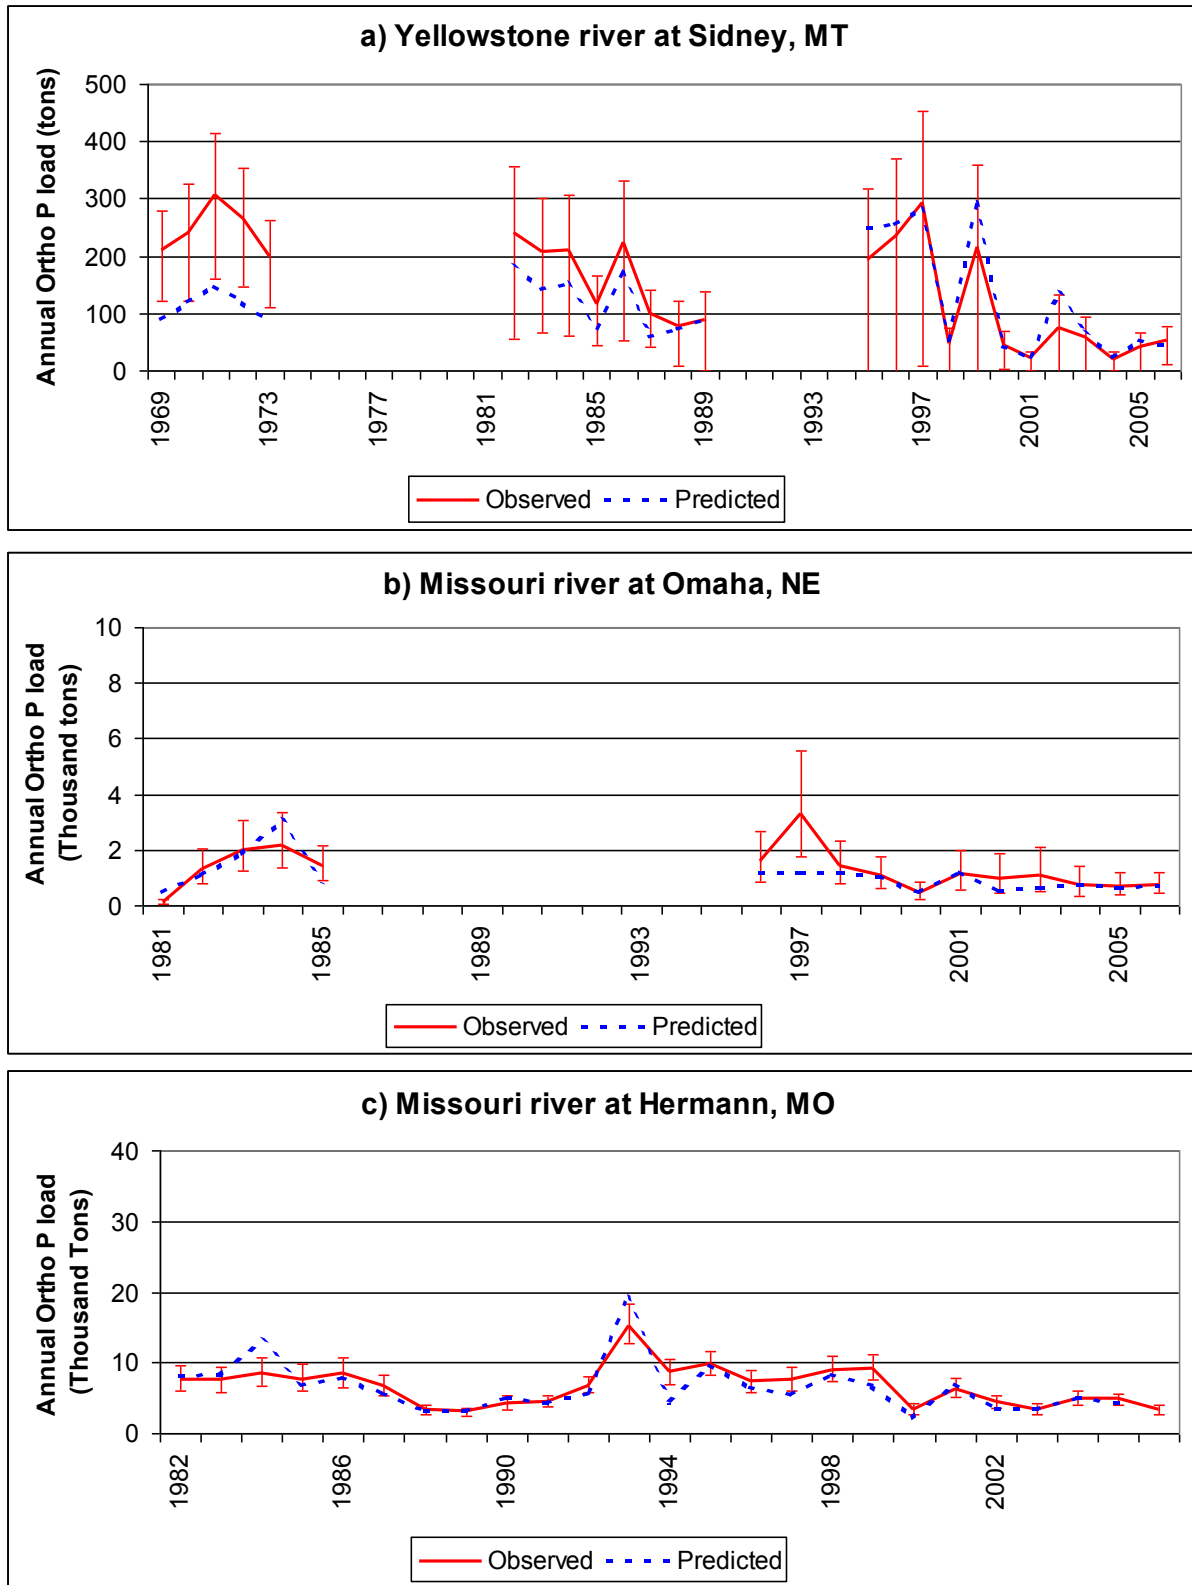 a) Yellowstone river at Sidney, MT
Annual Ortho P load (tons)
500
400
300
200
100
0
1969
1973
1977
1981
1985
1989
1993
1997
2001
2005
Observed
Predicted
b) Missouri river at Omaha, NE
Annual Ortho P load
(Thousand tons)
10
8
6
4
2
0
1981
1985
1989
1993
1997
2001
2005
Observed
Predicted
c) Missouri river at Hermann, MO
Annual Ortho P load
(Thousand Tons)
40
30
20
10
0
1982
1986
1990
1994
1998
2002
Observed
Predicted